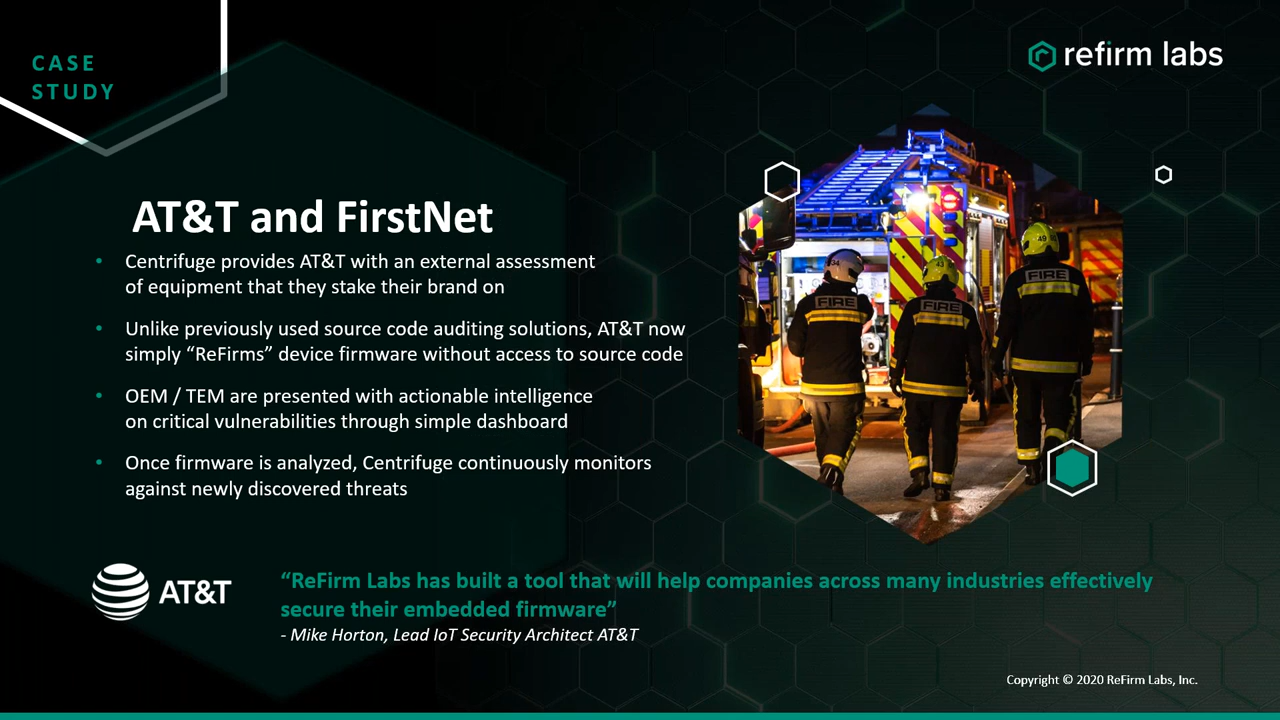 CASE
STUDY
refirm labs
AT&T and FirstNet
• Centrifuge provides AT&T with an external assessment
of equipment that they stake their brand on
• Unlike previously used source code auditing solutions, AT&T now
simply “ReFirms” device firmware without access to source code
• OEM / TEM are presented with actionable intelligence
on critical vulnerabilities through simple dashboard
• Once firmware is analyzed, Centrifuge continuously monitors
against newly discovered threats
49
54
FIRE
FIRE
FIRE
AT&T
“ReFirm Labs has built a tool that will help companies across many industries effectively
secure their embedded firmware”
- Mike Horton, Lead IoT Security Architect AT&T
Copyright © 2020 ReFirm Labs, Inc.